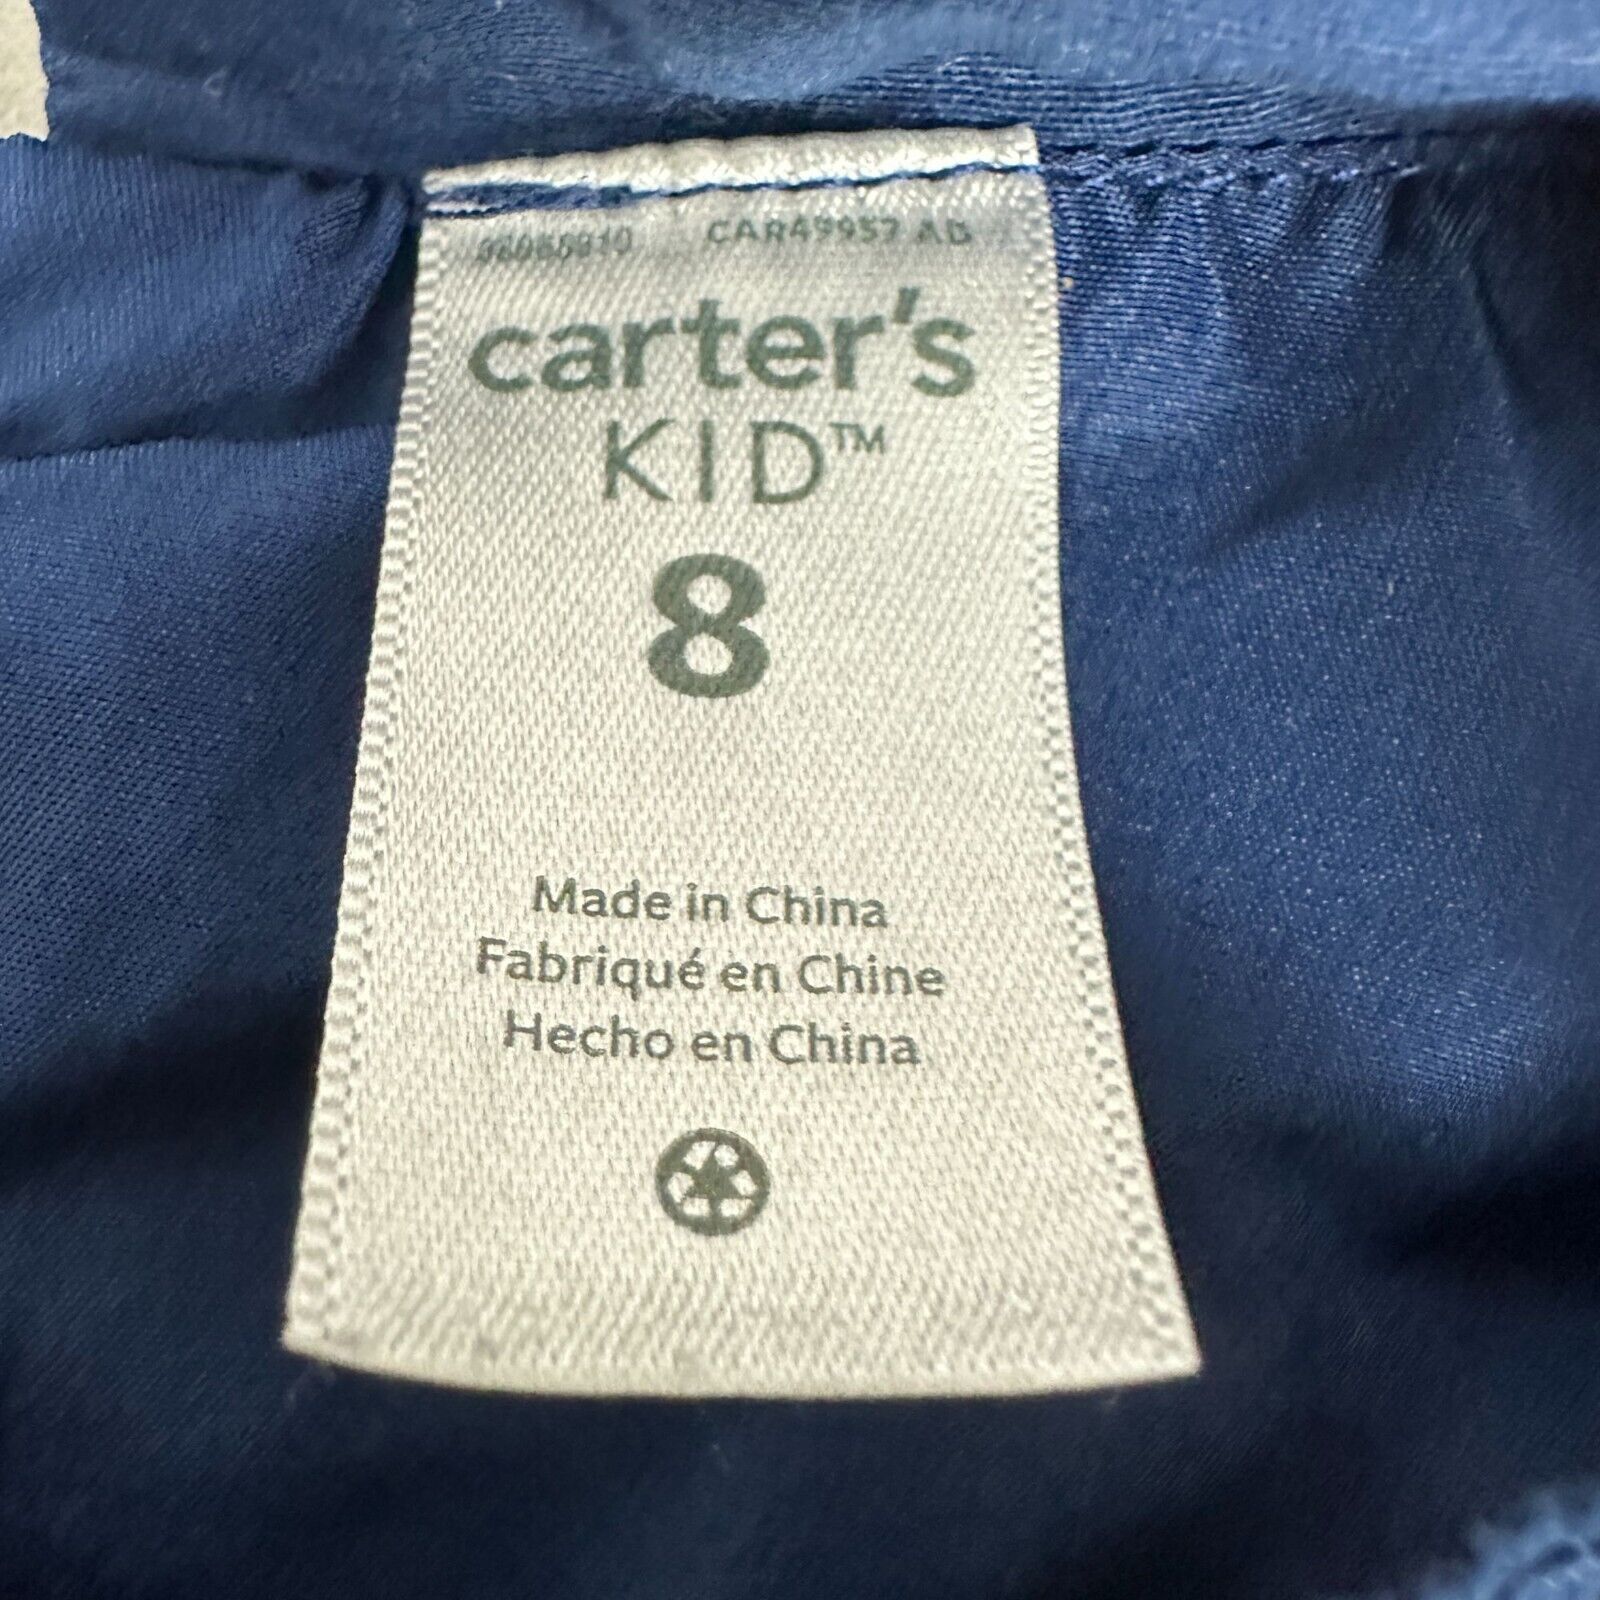 CAR49957 AD
carter's
KID™
8
Made in China
Fabriqué en Chine
Hecho en China